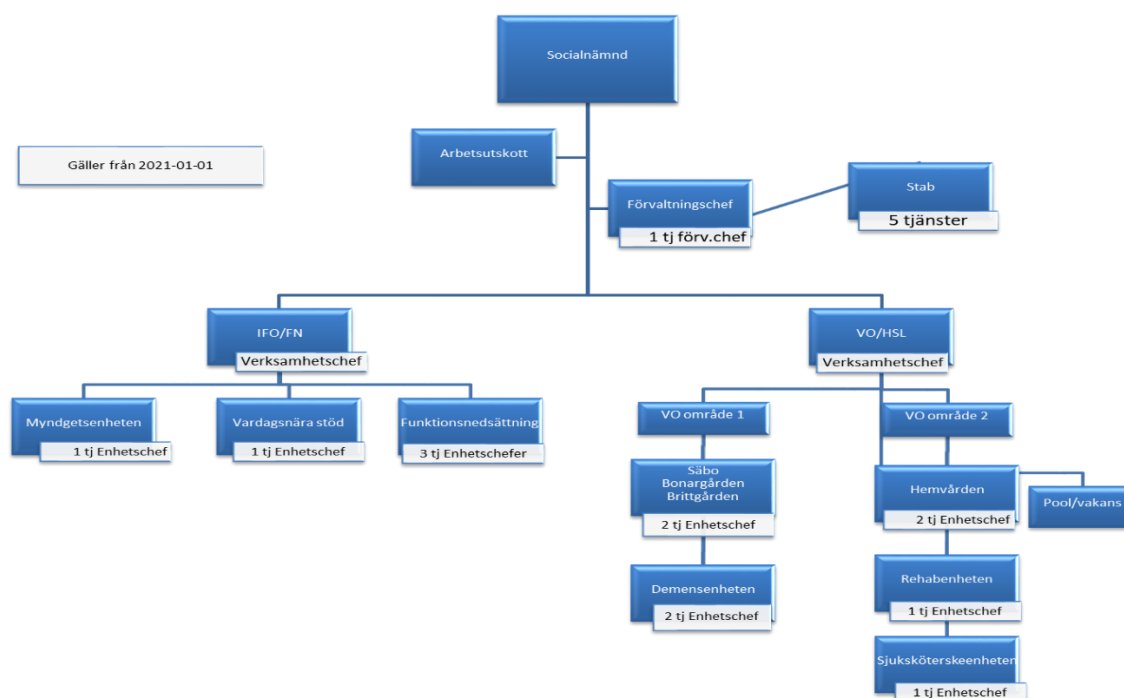 Socialnämnd
Arbetsutskott
Gäller från 2021-01-01
Förvaltningschef
1 tj förv.chef
Stab
5 tjänster
IFO/FN
Verksamhetschef
VO/HSL
Verksamhetschef
Myndgetsenheten
1 tj Enhetschef
Vardagsnära stöd
1 tj Enhetschef
Funktionsnedsättning
3 tj Enhetschefer
VO område 1
VO område 2
Säbo
Bonargården
Brittgården
2 tj Enhetschef
Hemvården
2 tj Enhetschef
Pool/vakans
Demensenheten
2 tj Enhetschef
Rehabenheten
1 tj Enhetschef
Sjuksköterskeenheten
1 tj Enhetschef